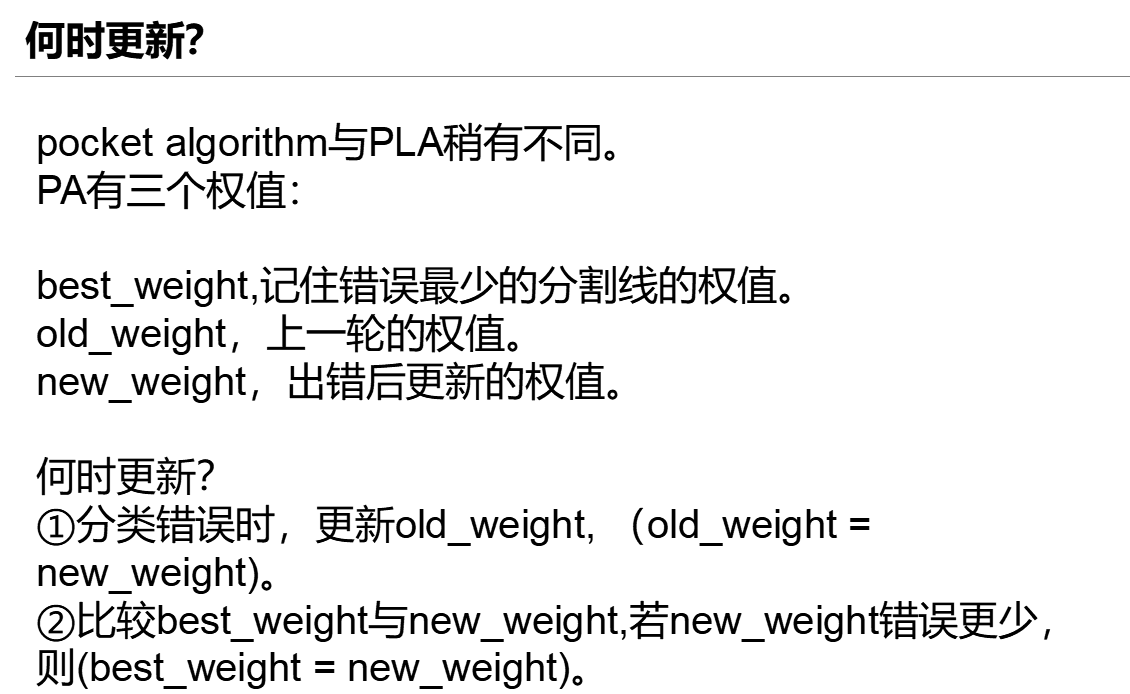 何时更新?
pocket algorithm与PLA稍有不同。
PA有三个权值：
best_weight,记住错误最少的分割线的权值。
old_weight，上一轮的权值。
new_weight，出错后更新的权值。
何时更新?
①分类错误时，更新old_weight, （old_weight =
new_weight)。
②比较best_weight与new_weight,若new_weight错误更少，
则(best_weight = new_weight)。